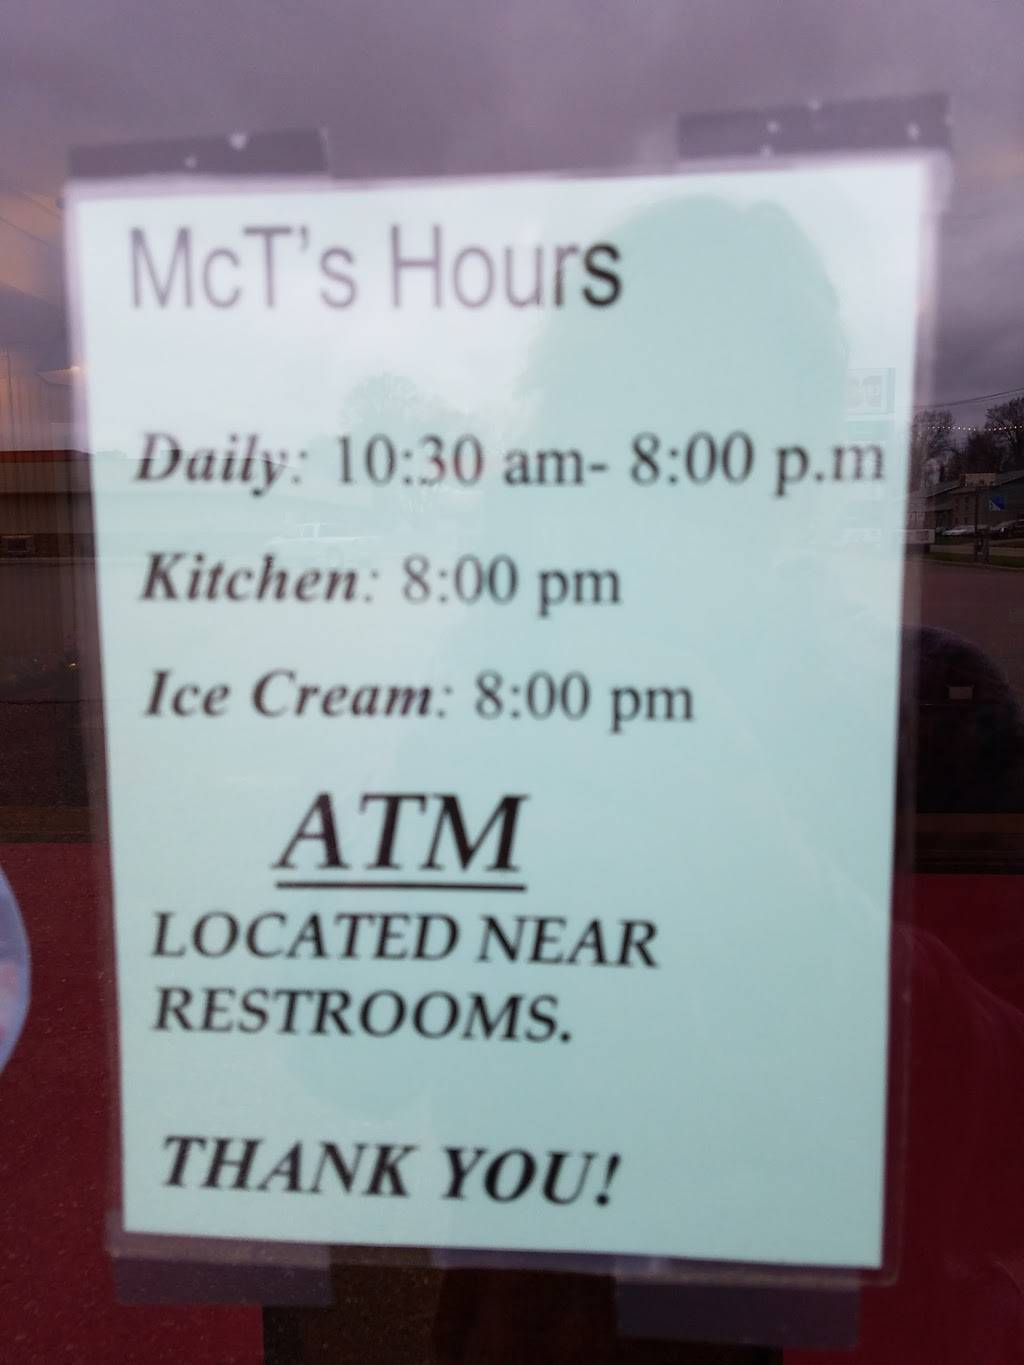 McT's Hours
Daily: 10:30 am- 8:00 p.m
Kitchen: 8:00 pm
Ice Cream: 8:00 pm
ATM
LOCATED NEAR
RESTROOMS.
THANK YOU!